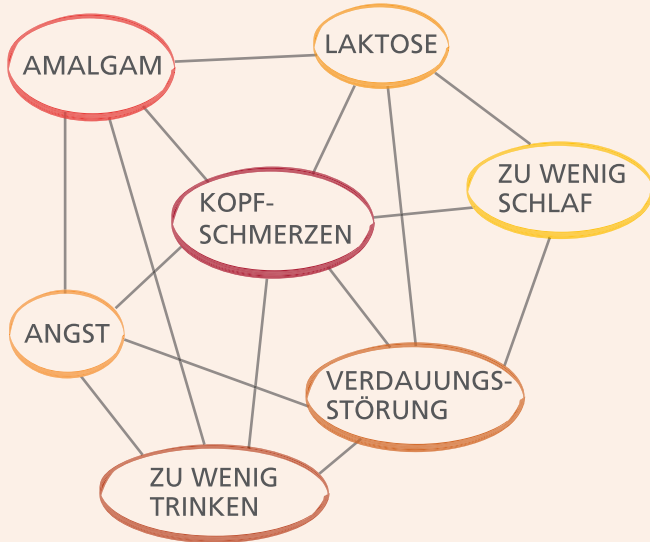 LAKTOSE
AMALGAM
ZU WENIG
SCHLAF
KOPF-
SCHMERZEN
ANGST
VERDAUUNGS-
STÖRUNG
ZU WENIG
TRINKEN